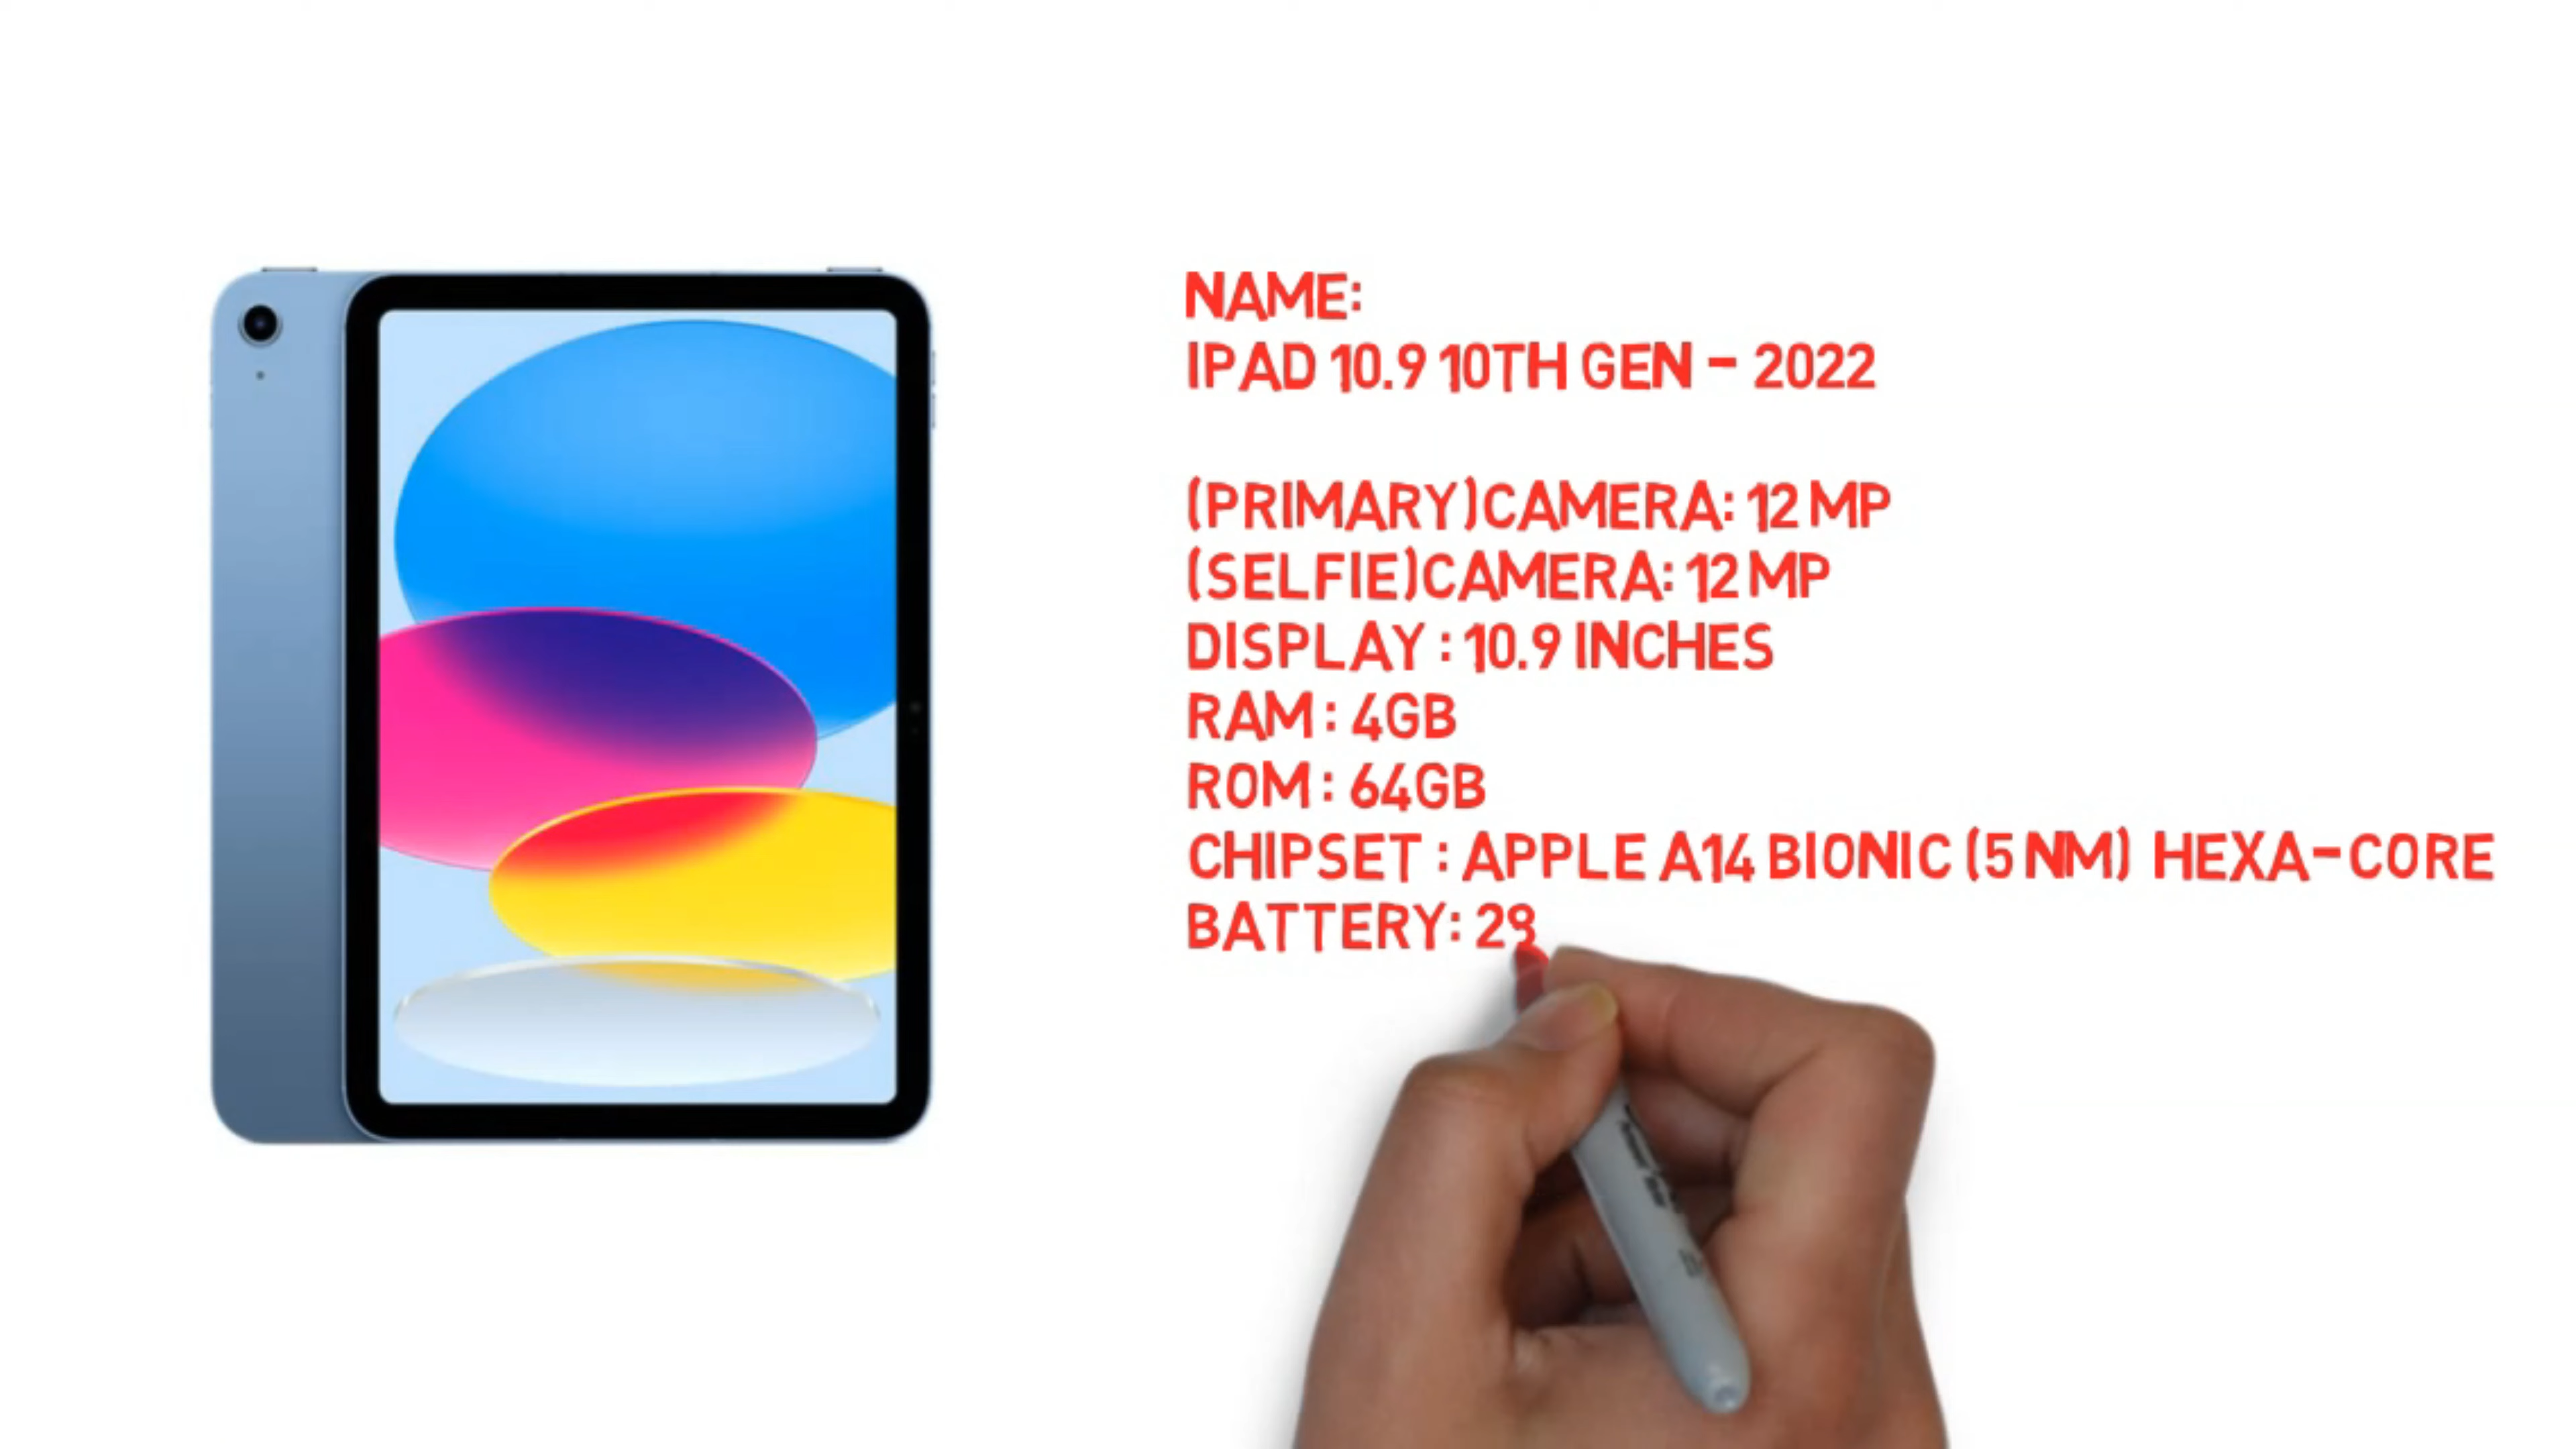 NAME:
IPAD 10.9 10TH GEN - 2022
(PRIMARY)CAMERA: 12 MP
(SELFIE)CAMERA: 12 MP
DISPLAY : 10.9 INCHES
RAM : 4GB
ROM : 64GB
CHIPSET : APPLE A14 BIONIC (5 NM) HEXA-CORE
BATTERY: 28